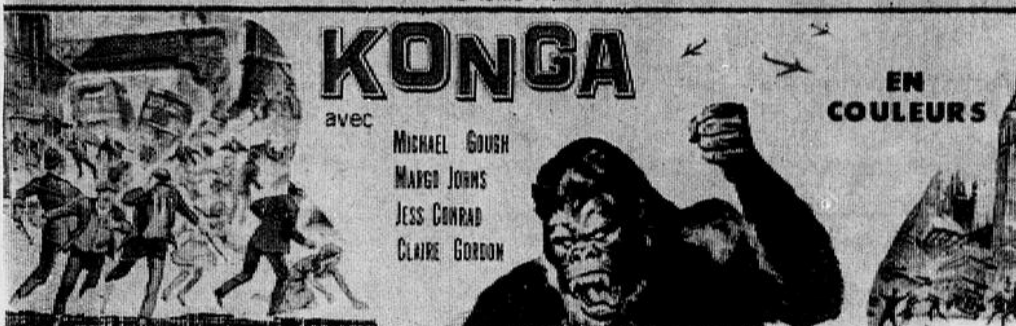 KONGA
avec
MICHAEL GOUGH
MARGO JOHNS
JESS CONRAD
CLAIRE GORDON
EN
COULEURS